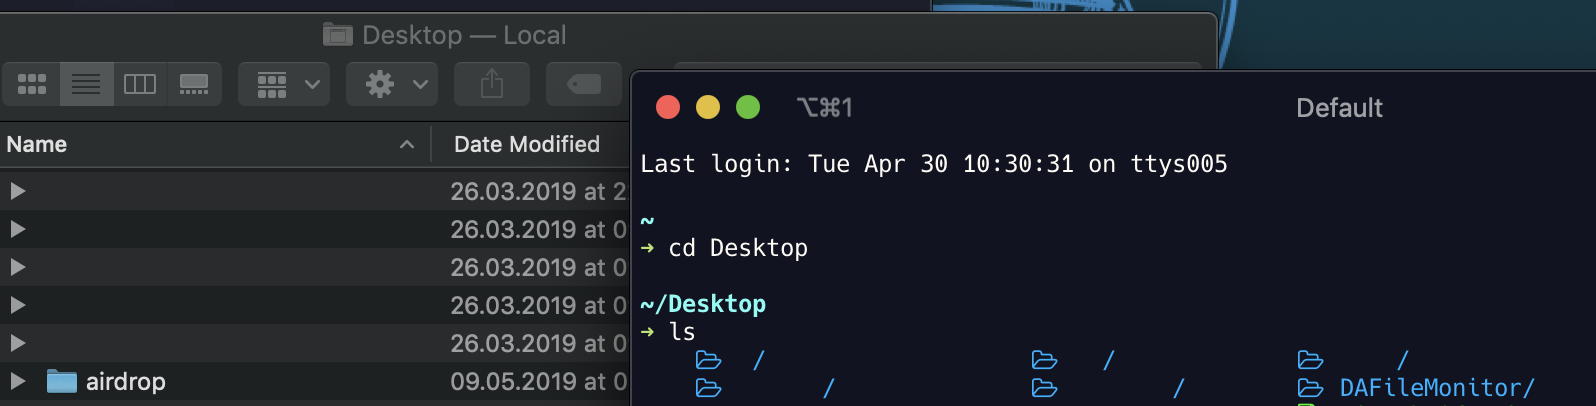 Desktop — Local
Name
Date Modified
26.03.2019 at 2
26.03.2019 at 0
26.03.2019 at 0
26.03.2019 at 0
26.03.2019 at 0
airdrop
09.05.2019 at 0
⌥⌘1
Default
Last login: Tue Apr 30 10:30:31 on ttys005
~
→ cd Desktop
~/Desktop
→ ls
/ / /
/ / DAFileMonitor/